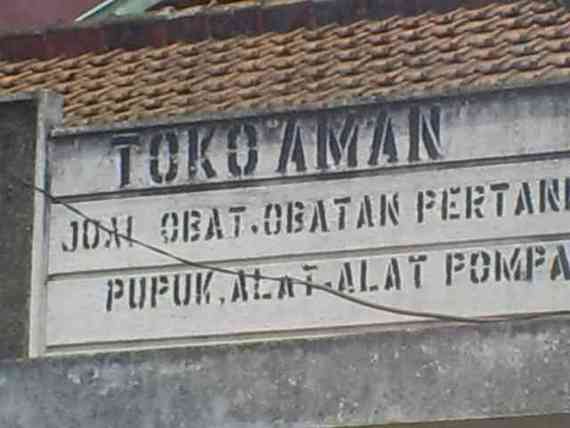 TOKO "AMAN
JUAL OBAT.OBATAN PERTANI
PUPUK,ALAT.ALAT POMPA